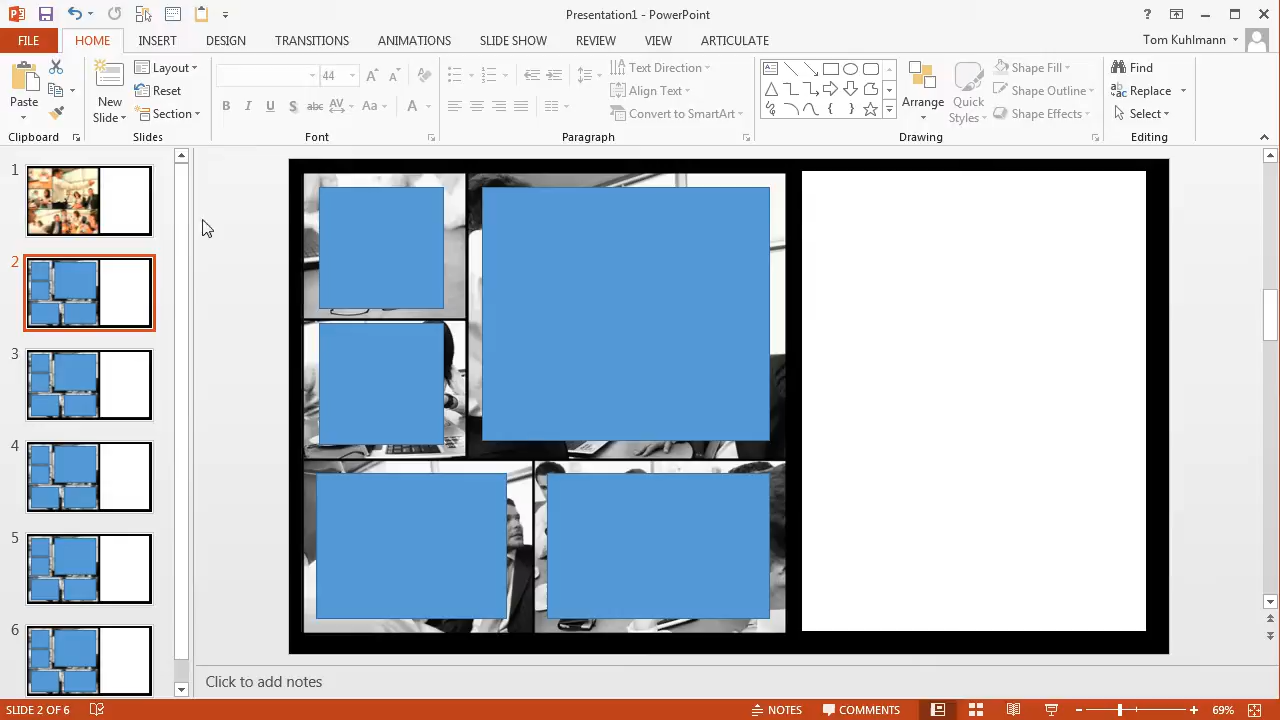 Presentation1 - PowerPoint
?
FILE HOME INSERT DESIGN TRANSITIONS ANIMATIONS SLIDE SHOW REVIEW VIEW ARTICULATE
Tom Kuhlmann
Paste
Clipboard
New Slide
Layout
Reset
Section
Slides
44
B I U S abc AV Aa A
Font
Text Direction
Align Text
Convert to SmartArt
Paragraph
Arrange
Quick Styles
Shape Fill
Shape Outline
Shape Effects
Drawing
Find
Replace
Select
Editing
1
2
3
4
5
6
Click to add notes
SLIDE 2 OF 6
NOTES COMMENTS 69%